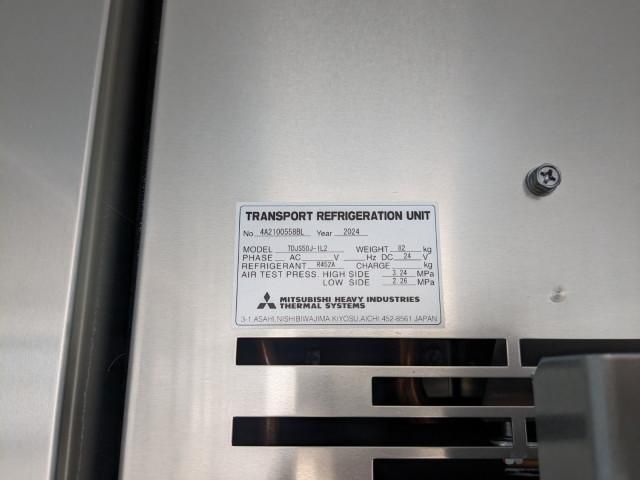 TRANSPORT REFRIGERATION UNIT
No 4A2100558BL Year 2024
MODEL TDJS50J-1L2 WEIGHT 82 kg
PHASE AC V Hz DC 24 V
REFRIGERANT R452A CHARGE kg
AIR TEST PRESS. HIGH SIDE 3.24 MPa
LOW SIDE 2.26 MPa
MITSUBISHI HEAVY INDUSTRIES
THERMAL SYSTEMS
3-1,ASAHI,NISHIBIWAJIMA,KIYOSU,AICHI,452-8561 JAPAN